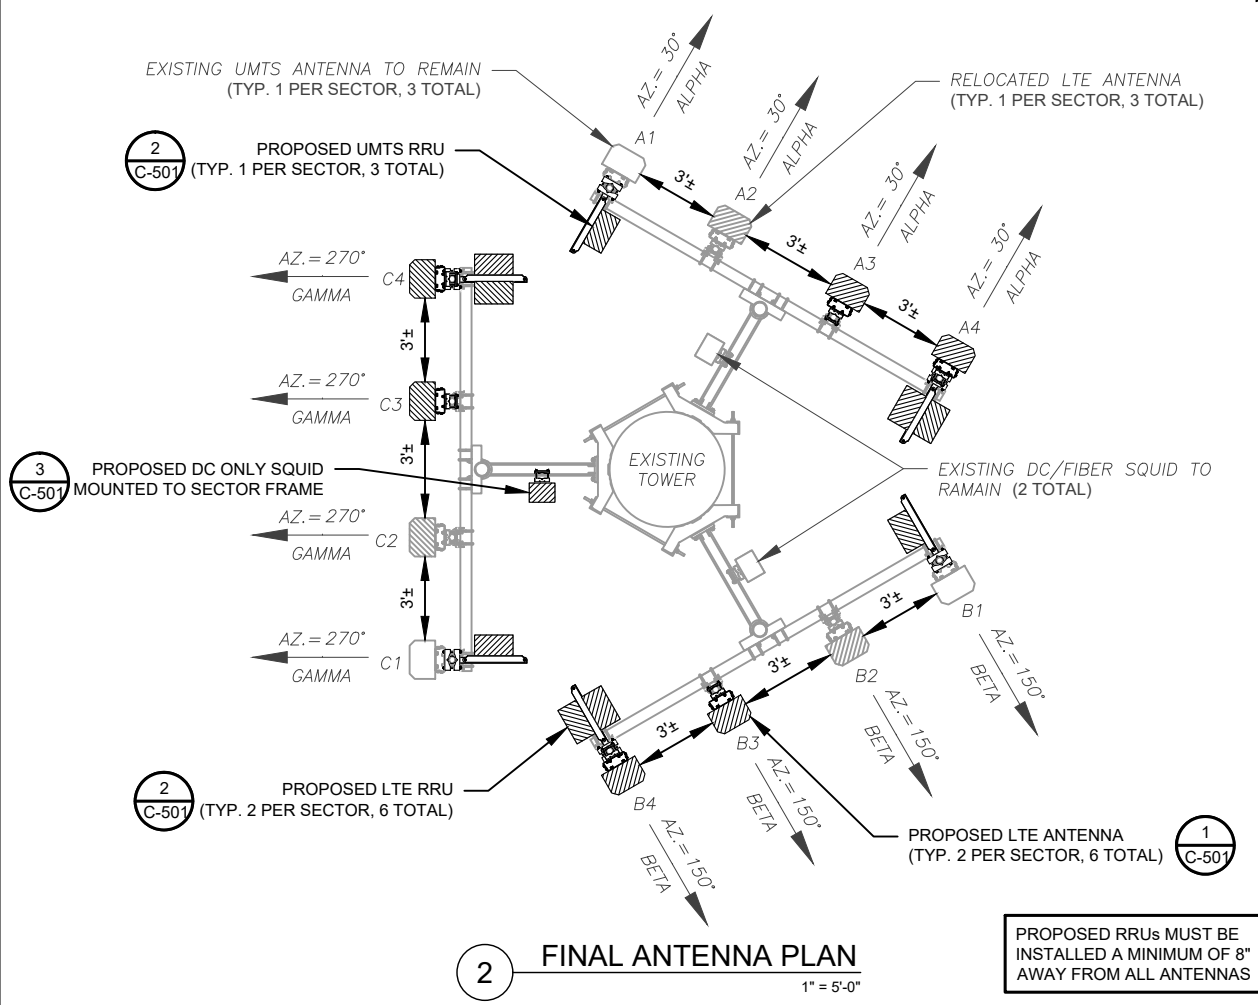 EXISTING UMTS ANTENNA TO REMAIN
(TYP. 1 PER SECTOR, 3 TOTAL)
2
C-501
PROPOSED UMTS RRU
(TYP. 1 PER SECTOR, 3 TOTAL)
RELOCATED LTE ANTENNA
(TYP. 1 PER SECTOR, 3 TOTAL)
AZ.= 30°
ALPHA
A1
AZ.= 30°
ALPHA
A2
AZ.= 30°
ALPHA
A3
AZ.= 30°
ALPHA
A4
3'±
3'±
3'±
AZ.= 270°
GAMMA
C4
3'±
AZ.= 270°
GAMMA
C3
3'±
3
C-501
PROPOSED DC ONLY SQUID
MOUNTED TO SECTOR FRAME
EXISTING
TOWER
EXISTING DC/FIBER SQUID TO
RAMAIN (2 TOTAL)
AZ.= 270°
GAMMA
C2
3'±
AZ.= 270°
GAMMA
C1
B1
AZ.= 150°
BETA
3'±
B2
AZ.= 150°
BETA
3'±
B3
AZ.= 150°
BETA
3'±
B4
AZ.= 150°
BETA
2
C-501
PROPOSED LTE RRU
(TYP. 2 PER SECTOR, 6 TOTAL)
PROPOSED LTE ANTENNA
(TYP. 2 PER SECTOR, 6 TOTAL)
1
C-501
2
FINAL ANTENNA PLAN
1" = 5'-0"
PROPOSED RRUs MUST BE
INSTALLED A MINIMUM OF 8"
AWAY FROM ALL ANTENNAS